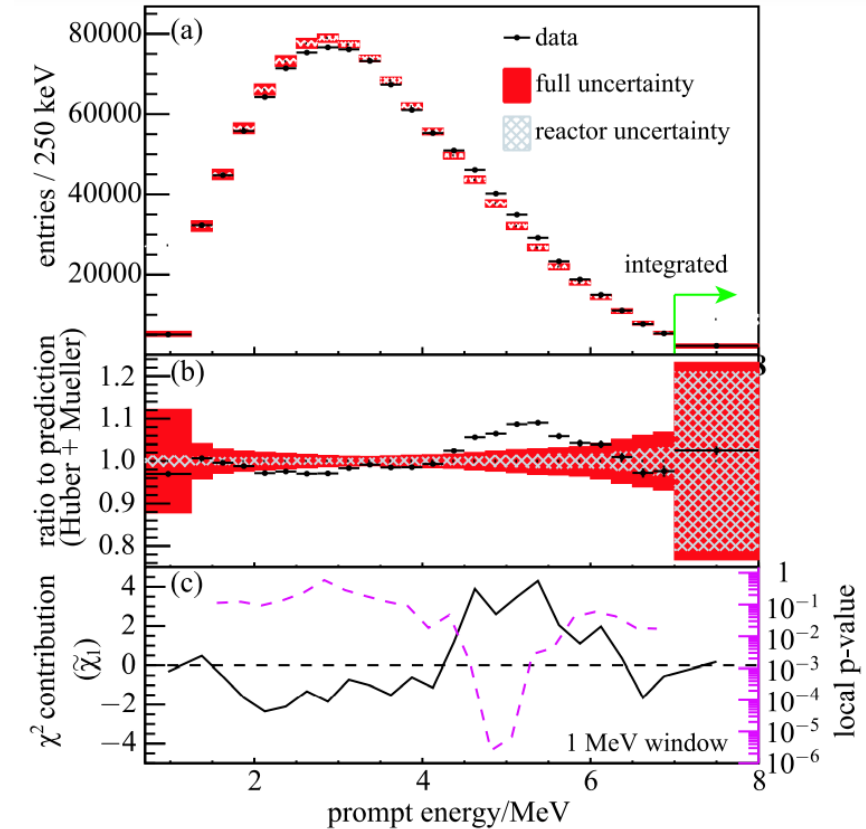 (a)
80000
60000
40000
20000
entries / 250 keV
data
full uncertainty
reactor uncertainty
integrated
(b)
1.2
1.1
1.0
0.9
0.8
ratio to prediction
(Huber + Mueller)
8
(c)
4
2
0
−2
−4
χ² contribution
(χ̃₁)
1
10⁻¹
10⁻²
10⁻³
10⁻⁴
10⁻⁵
10⁻⁶
local p-value
1 MeV window
2
4
6
8
prompt energy/MeV